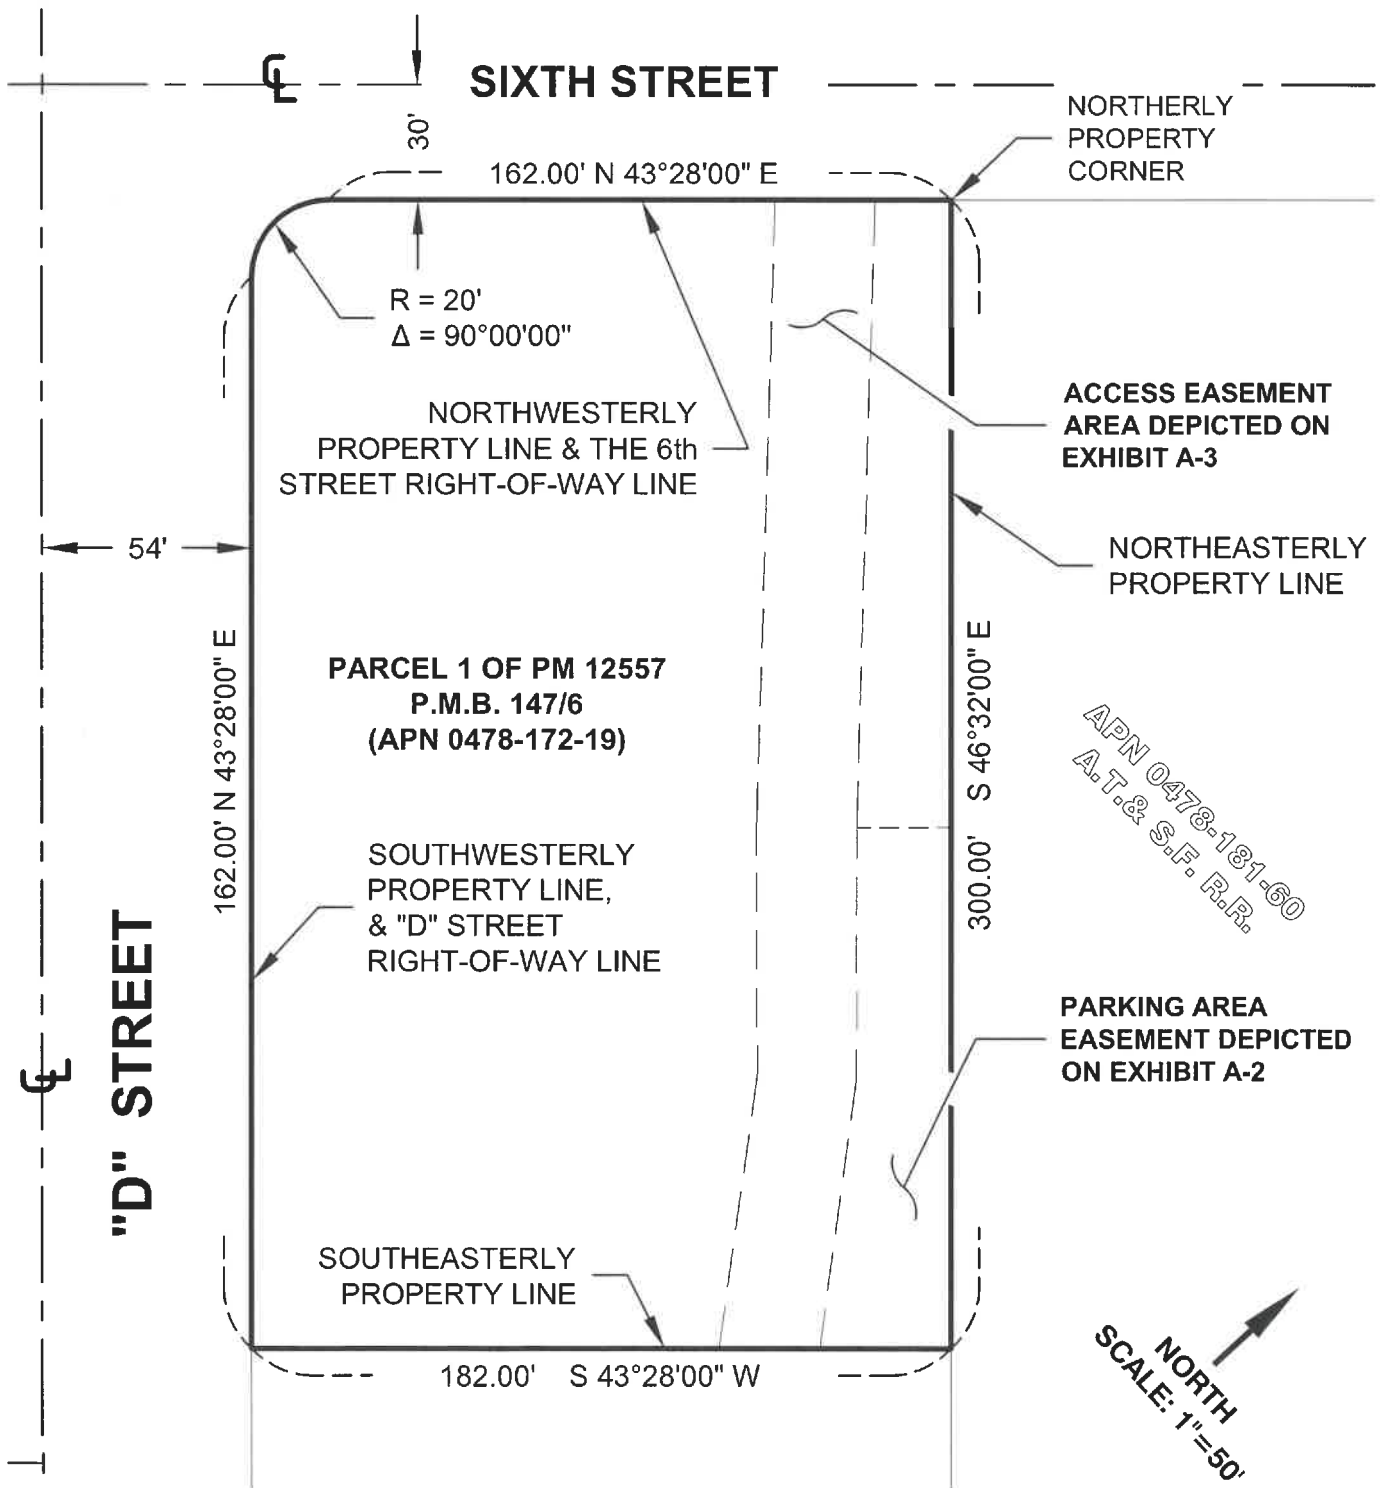 ℄ SIXTH STREET
30'
NORTHERLY
PROPERTY
CORNER
162.00' N 43°28'00" E
R = 20'
Δ = 90°00'00"
NORTHWESTERLY
PROPERTY LINE & THE 6th
STREET RIGHT-OF-WAY LINE
ACCESS EASEMENT
AREA DEPICTED ON
EXHIBIT A-3
54'
NORTHEASTERLY
PROPERTY LINE
162.00' N 43°28'00" E
PARCEL 1 OF PM 12557
P.M.B. 147/6
(APN 0478-172-19)
300.00' S 46°32'00" E
APN 0478-181-60
A.T.& S.F. R.R.
SOUTHWESTERLY
PROPERTY LINE,
& "D" STREET
RIGHT-OF-WAY LINE
℄
"D" STREET
PARKING AREA
EASEMENT DEPICTED
ON EXHIBIT A-2
SOUTHEASTERLY
PROPERTY LINE
182.00' S 43°28'00" W
NORTH
SCALE: 1"=50'